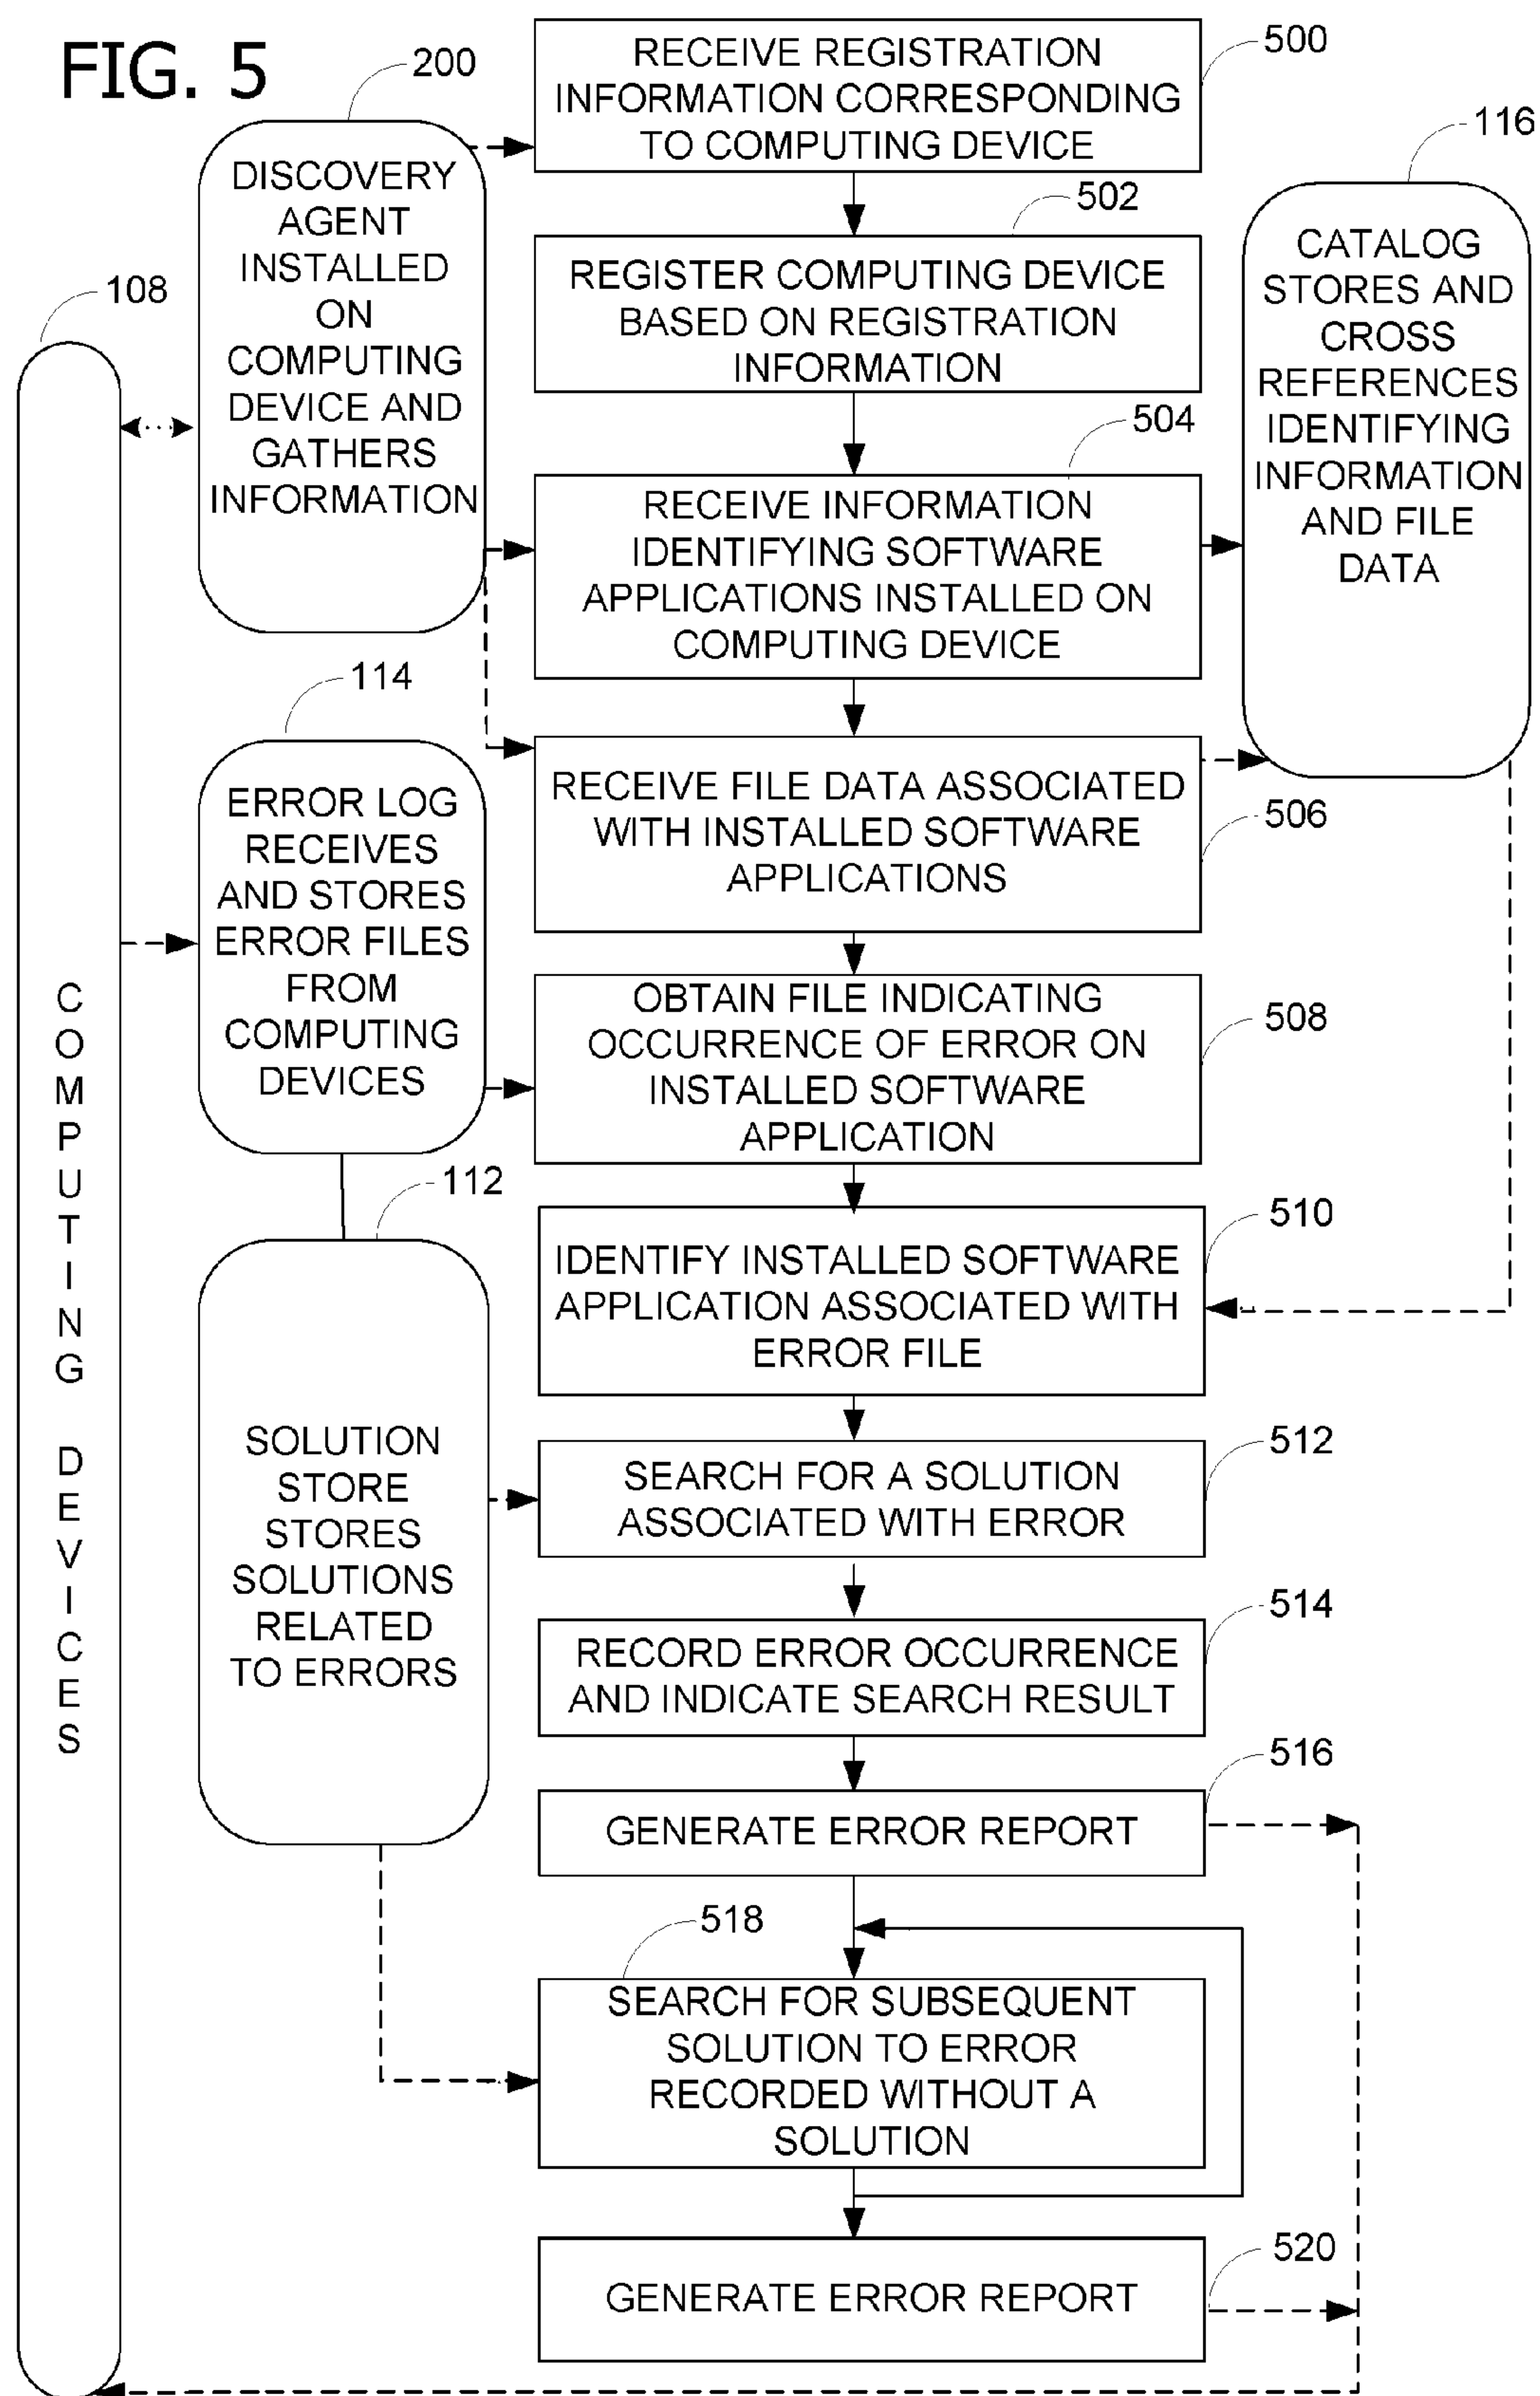 FIG. 5
200
DISCOVERY
AGENT
INSTALLED
ON
COMPUTING
DEVICE AND
GATHERS
INFORMATION
108
COMPUTING DEVICES
114
ERROR LOG
RECEIVES
AND STORES
ERROR FILES
FROM
COMPUTING
DEVICES
112
SOLUTION
STORE
STORES
SOLUTIONS
RELATED
TO ERRORS
RECEIVE REGISTRATION
INFORMATION CORRESPONDING
TO COMPUTING DEVICE
500
502
REGISTER COMPUTING DEVICE
BASED ON REGISTRATION
INFORMATION
504
RECEIVE INFORMATION
IDENTIFYING SOFTWARE
APPLICATIONS INSTALLED ON
COMPUTING DEVICE
116
CATALOG
STORES AND
CROSS
REFERENCES
IDENTIFYING
INFORMATION
AND FILE
DATA
RECEIVE FILE DATA ASSOCIATED
WITH INSTALLED SOFTWARE
APPLICATIONS
506
OBTAIN FILE INDICATING
OCCURRENCE OF ERROR ON
INSTALLED SOFTWARE
APPLICATION
508
IDENTIFY INSTALLED SOFTWARE
APPLICATION ASSOCIATED WITH
ERROR FILE
510
SEARCH FOR A SOLUTION
ASSOCIATED WITH ERROR
512
RECORD ERROR OCCURRENCE
AND INDICATE SEARCH RESULT
514
GENERATE ERROR REPORT
516
518
SEARCH FOR SUBSEQUENT
SOLUTION TO ERROR
RECORDED WITHOUT A
SOLUTION
GENERATE ERROR REPORT
520